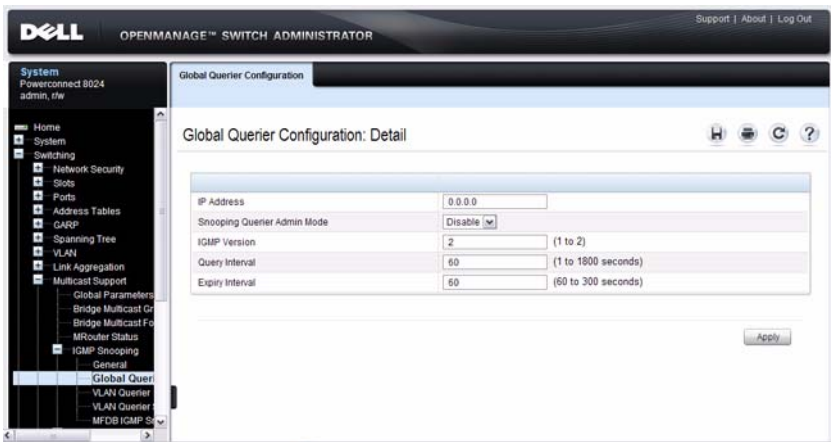 Support | About | Log Out
DELL
OPENMANAGE™ SWITCH ADMINISTRATOR
System
Powerconnect 8024
admin, r/w
Global Querier Configuration
Home
System
Switching
Network Security
Slots
Ports
Address Tables
GARP
Spanning Tree
VLAN
Link Aggregation
Multicast Support
Global Parameters
Bridge Multicast Gr
Bridge Multicast Fo
MRouter Status
IGMP Snooping
General
Global Queri
VLAN Querier
VLAN Querier
MFDB IGMP Sn
Global Querier Configuration: Detail
?
IP Address 0.0.0.0
Snooping Querier Admin Mode Disable
IGMP Version 2 (1 to 2)
Query Interval 60 (1 to 1800 seconds)
Expiry Interval 60 (60 to 300 seconds)
Apply